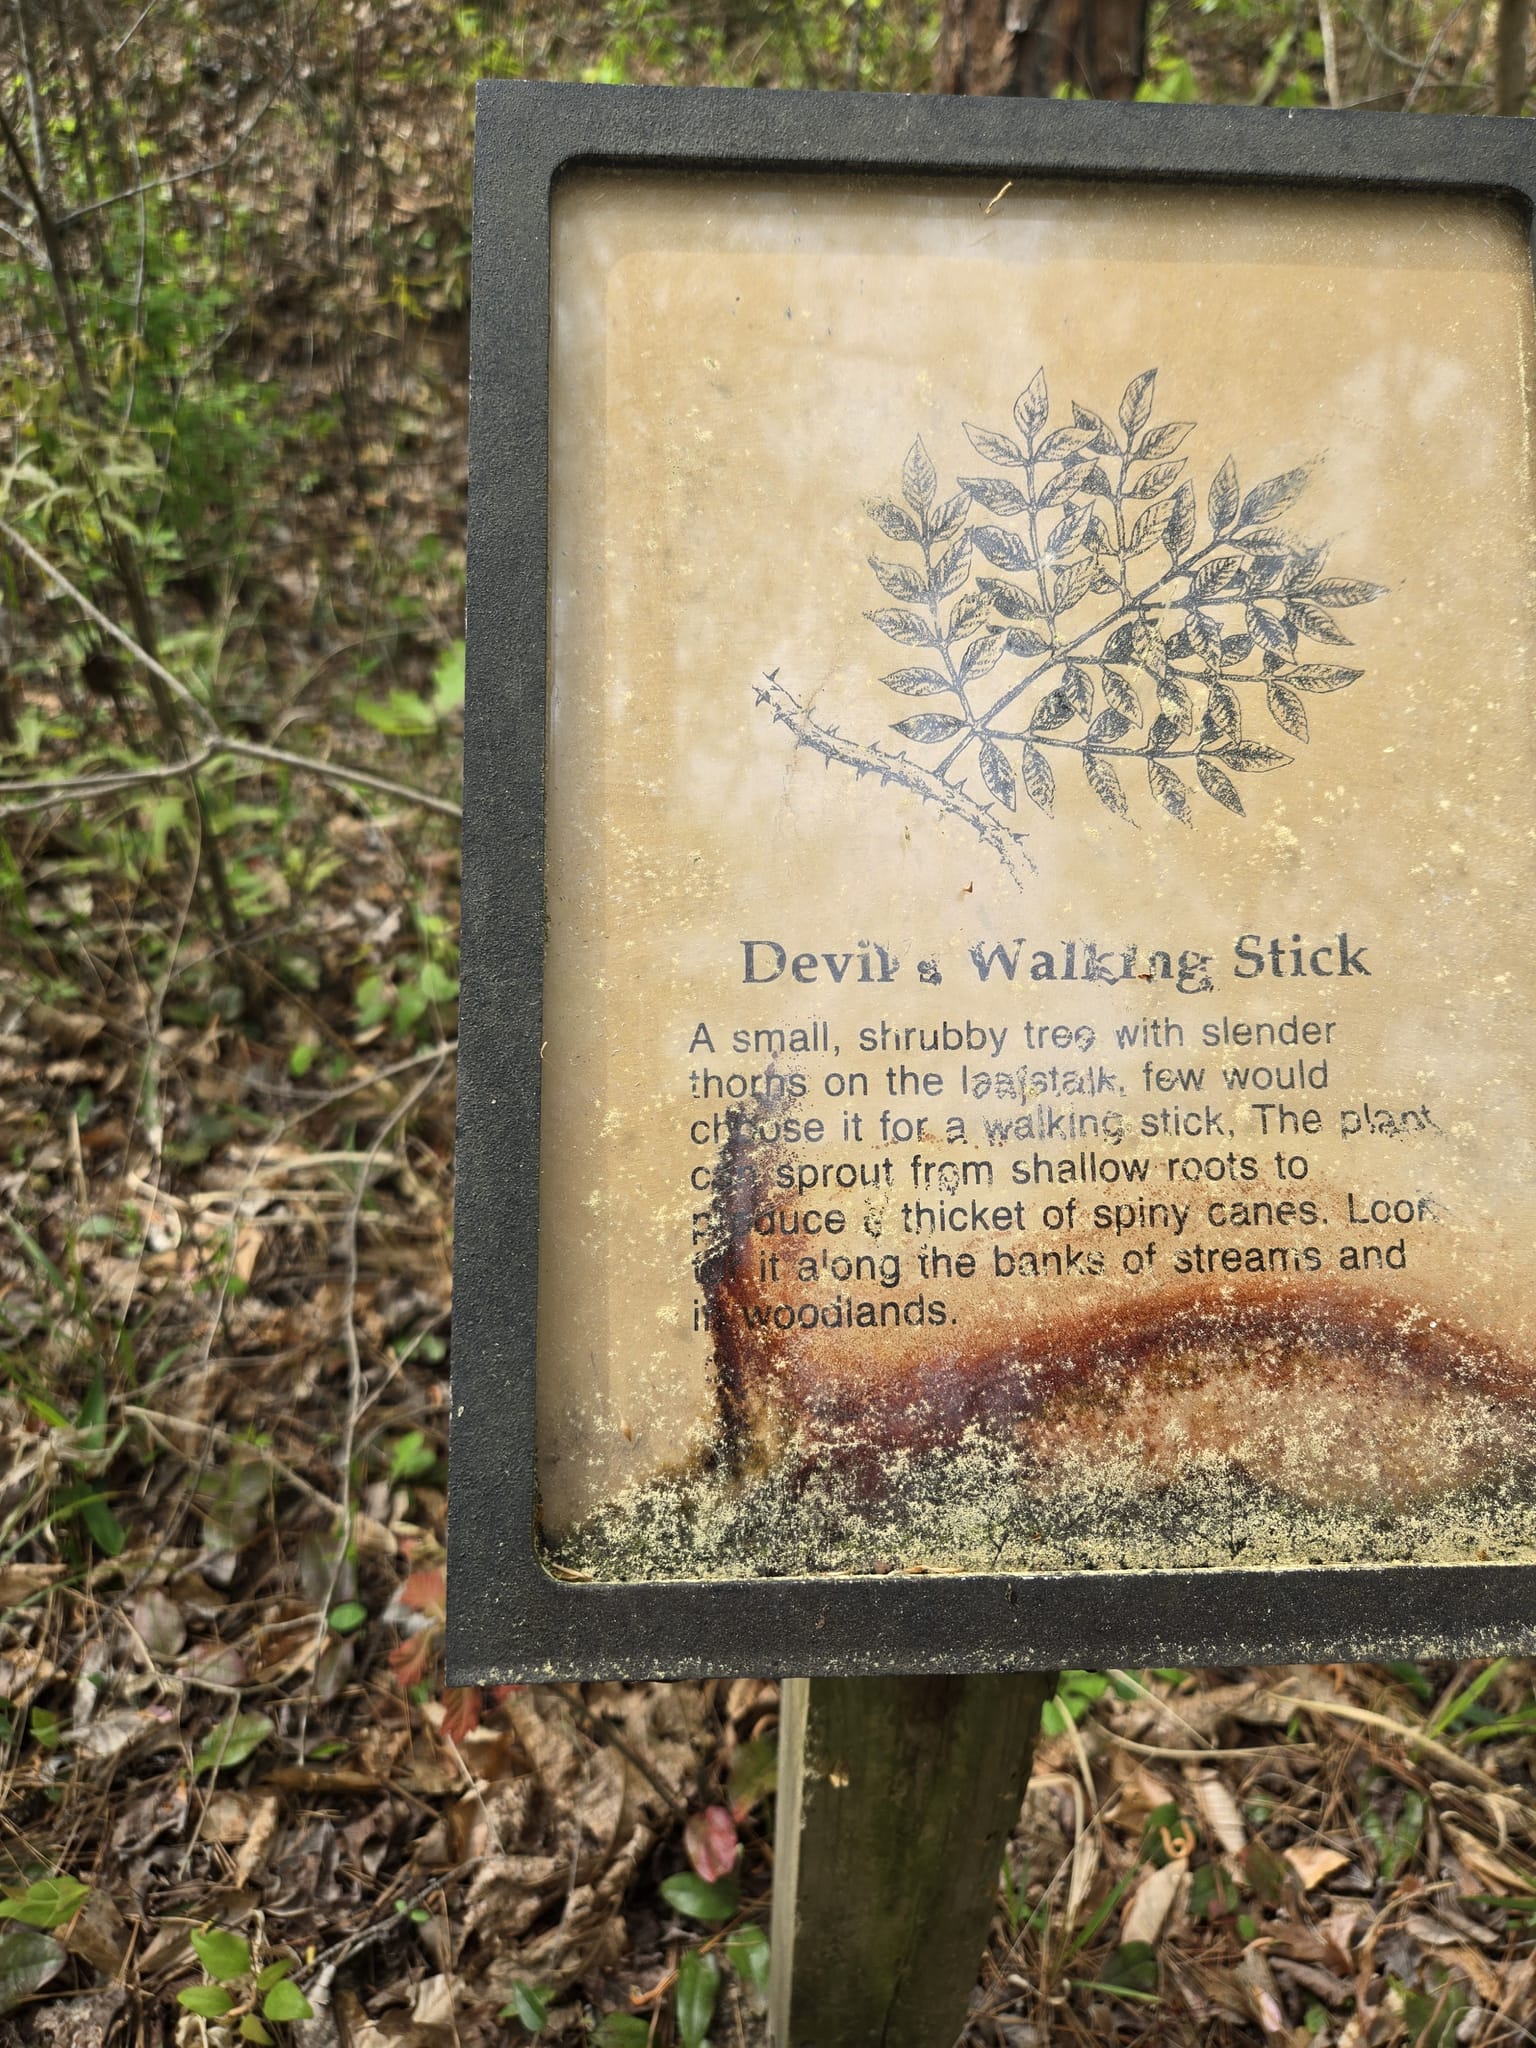 Devil's Walking Stick
A small, shrubby tree with slender
thorns on the leafstalk, few would
choose it for a walking stick. The plant
can sprout from shallow roots to
produce a thicket of spiny canes. Look
for it along the banks of streams and
in woodlands.